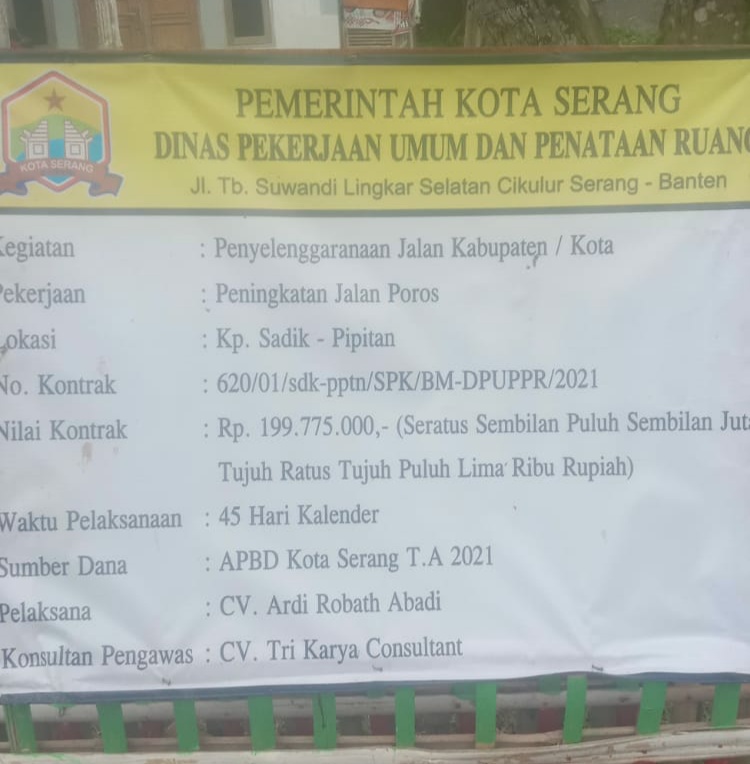 PEMERINTAH KOTA SERANG
DINAS PEKERJAAN UMUM DAN PENATAAN RUANG
Jl. Tb. Suwandi Lingkar Selatan Cikulur Serang - Banten
KOTA SERANG
Kegiatan : Penyelenggaranaan Jalan Kabupaten / Kota
Pekerjaan : Peningkatan Jalan Poros
Lokasi : Kp. Sadik - Pipitan
No. Kontrak : 620/01/sdk-pptn/SPK/BM-DPUPPR/2021
Nilai Kontrak : Rp. 199.775.000,- (Seratus Sembilan Puluh Sembilan Juta
Tujuh Ratus Tujuh Puluh Lima Ribu Rupiah)
Waktu Pelaksanaan : 45 Hari Kalender
Sumber Dana : APBD Kota Serang T.A 2021
Pelaksana : CV. Ardi Robath Abadi
Konsultan Pengawas : CV. Tri Karya Consultant